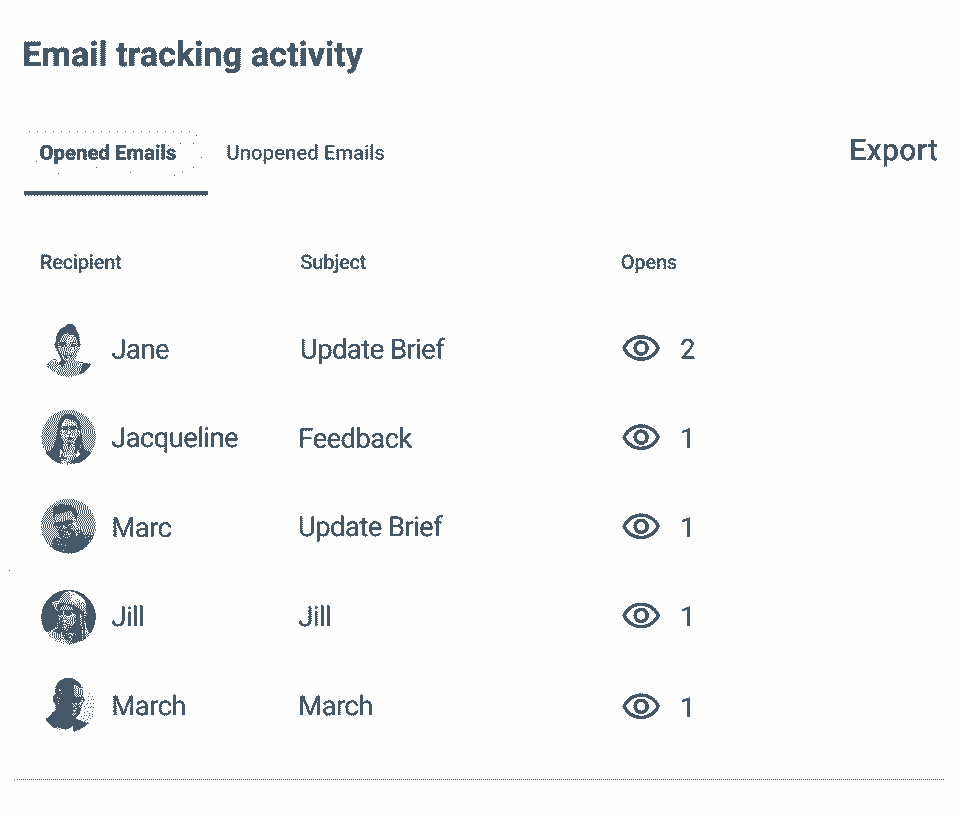 Email tracking activity
Opened Emails Unopened Emails Export
Recipient Subject Opens
Jane Update Brief 2
Jacqueline Feedback 1
Marc Update Brief 1
Jill Jill 1
March March 1